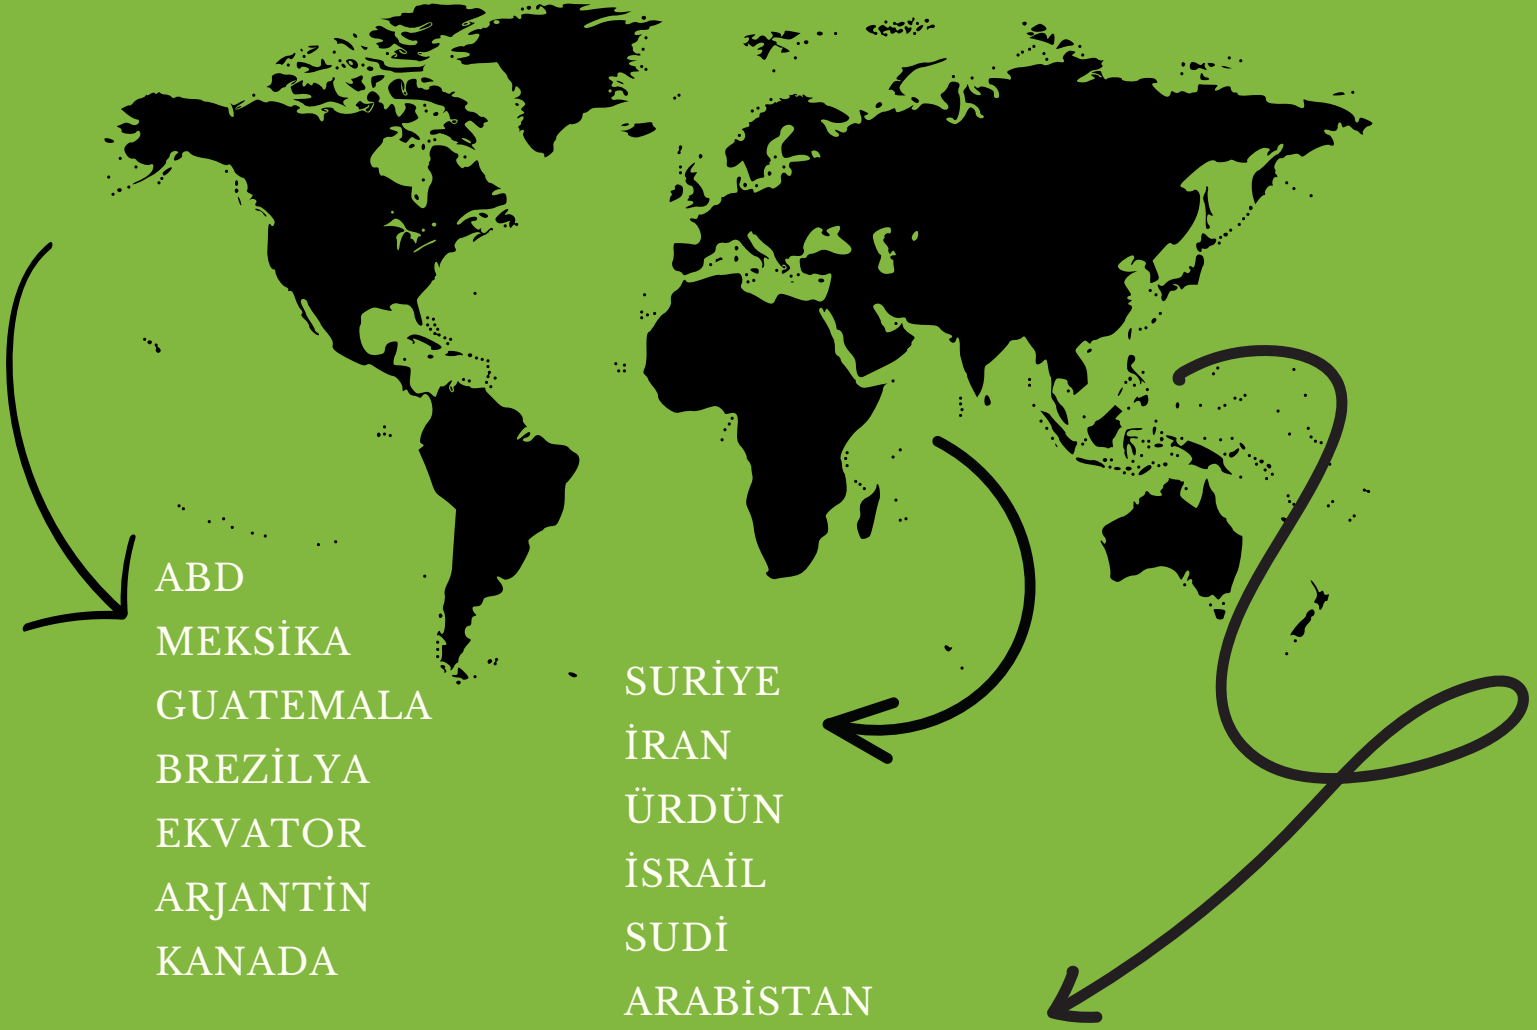 ABD
MEKSİKA
GUATEMALA
BREZİLYA
EKVATOR
ARJANTİN
KANADA
SURİYE
İRAN
ÜRDÜN
İSRAİL
SUDİ
ARABİSTAN